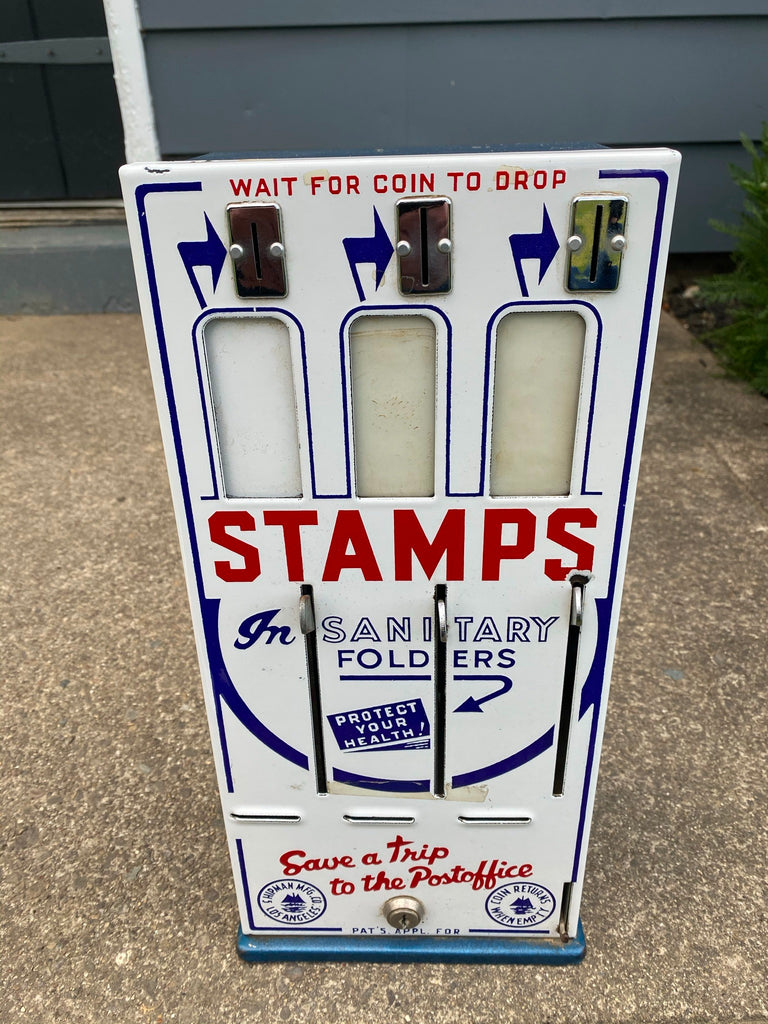 WAIT FOR COIN TO DROP
STAMPS
In SANITARY
FOLDERS
PROTECT
YOUR
HEALTH!
Save a Trip
to the Postoffice
SHIPMAN MFG. CO.
LOS ANGELES
COIN RETURNS
WHEN EMPTY
PAT'S. APPL. FOR